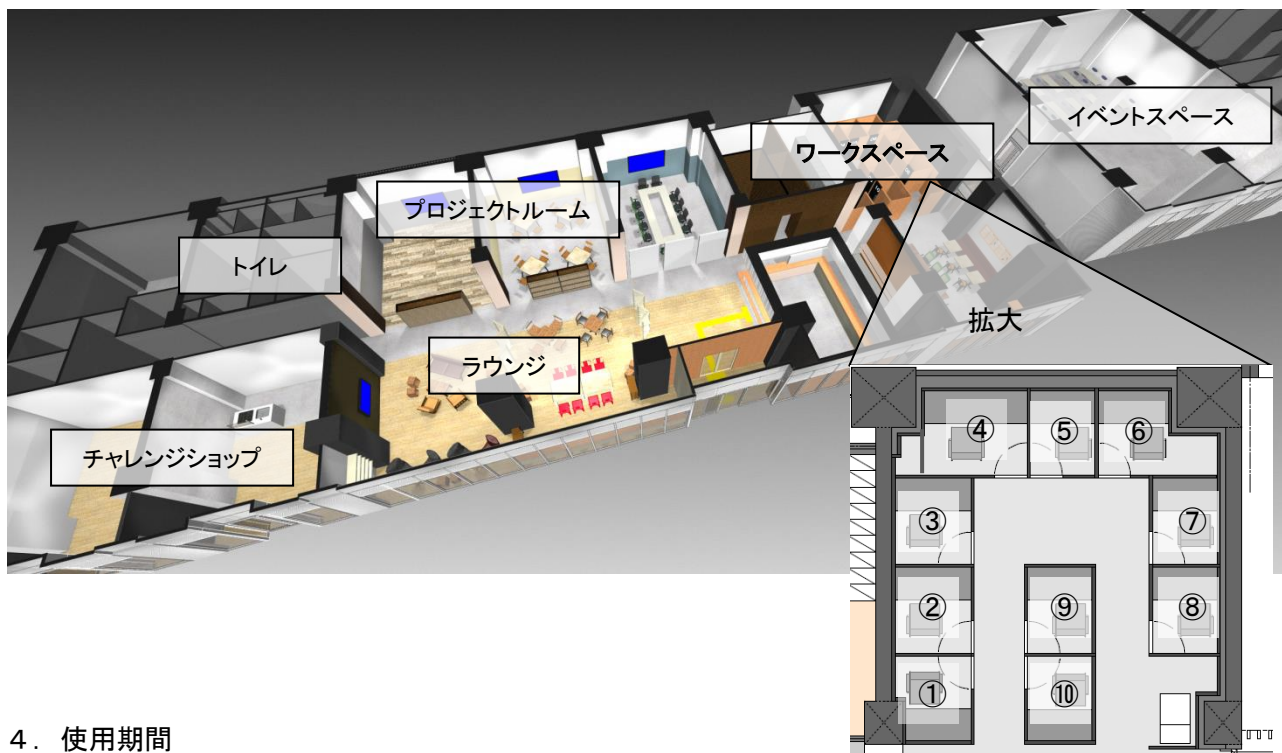 イベントスペース
ワークスペース
プロジェクトルーム
トイレ
拡大
ラウンジ
チャレンジショップ
④ ⑤ ⑥
③ ⑦
② ⑨ ⑧
① ⑩
４．使用期間